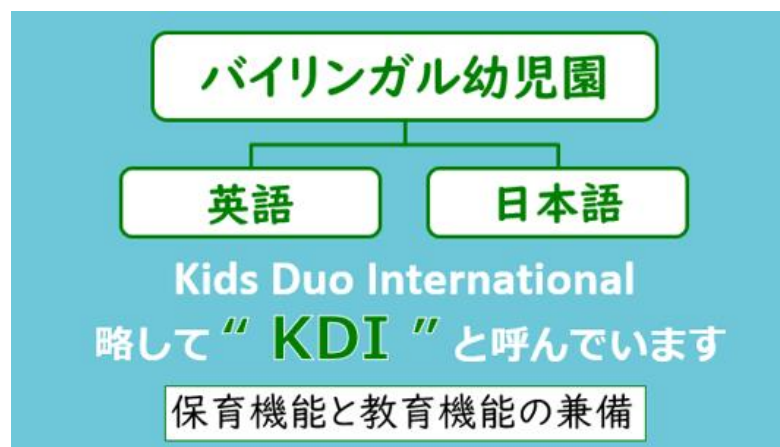 バイリンガル幼児園
英語
日本語
Kids Duo International
略して“ KDI ”と呼んでいます
保育機能と教育機能の兼備